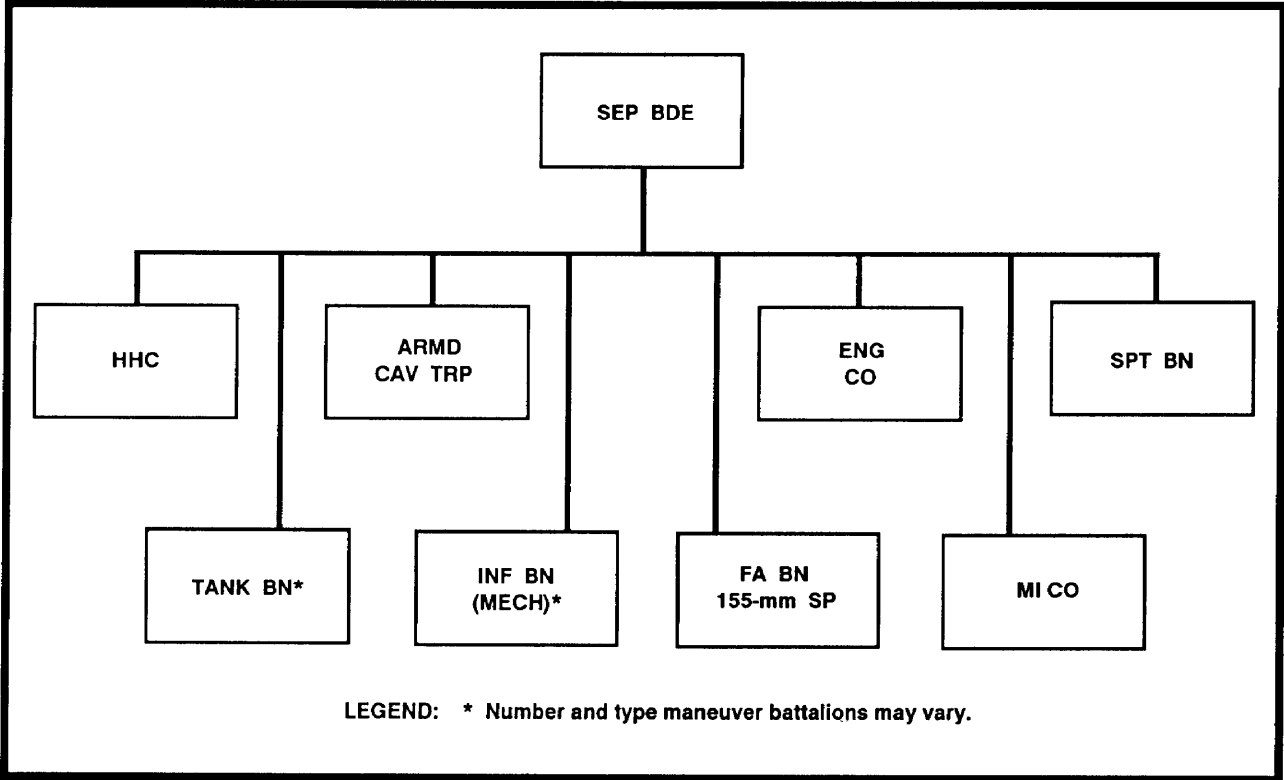 SEP BDE
HHC
ARMD
CAV TRP
ENG
CO
SPT BN
TANK BN*
INF BN
(MECH)*
FA BN
155-mm SP
MI CO
LEGEND: * Number and type maneuver battalions may vary.